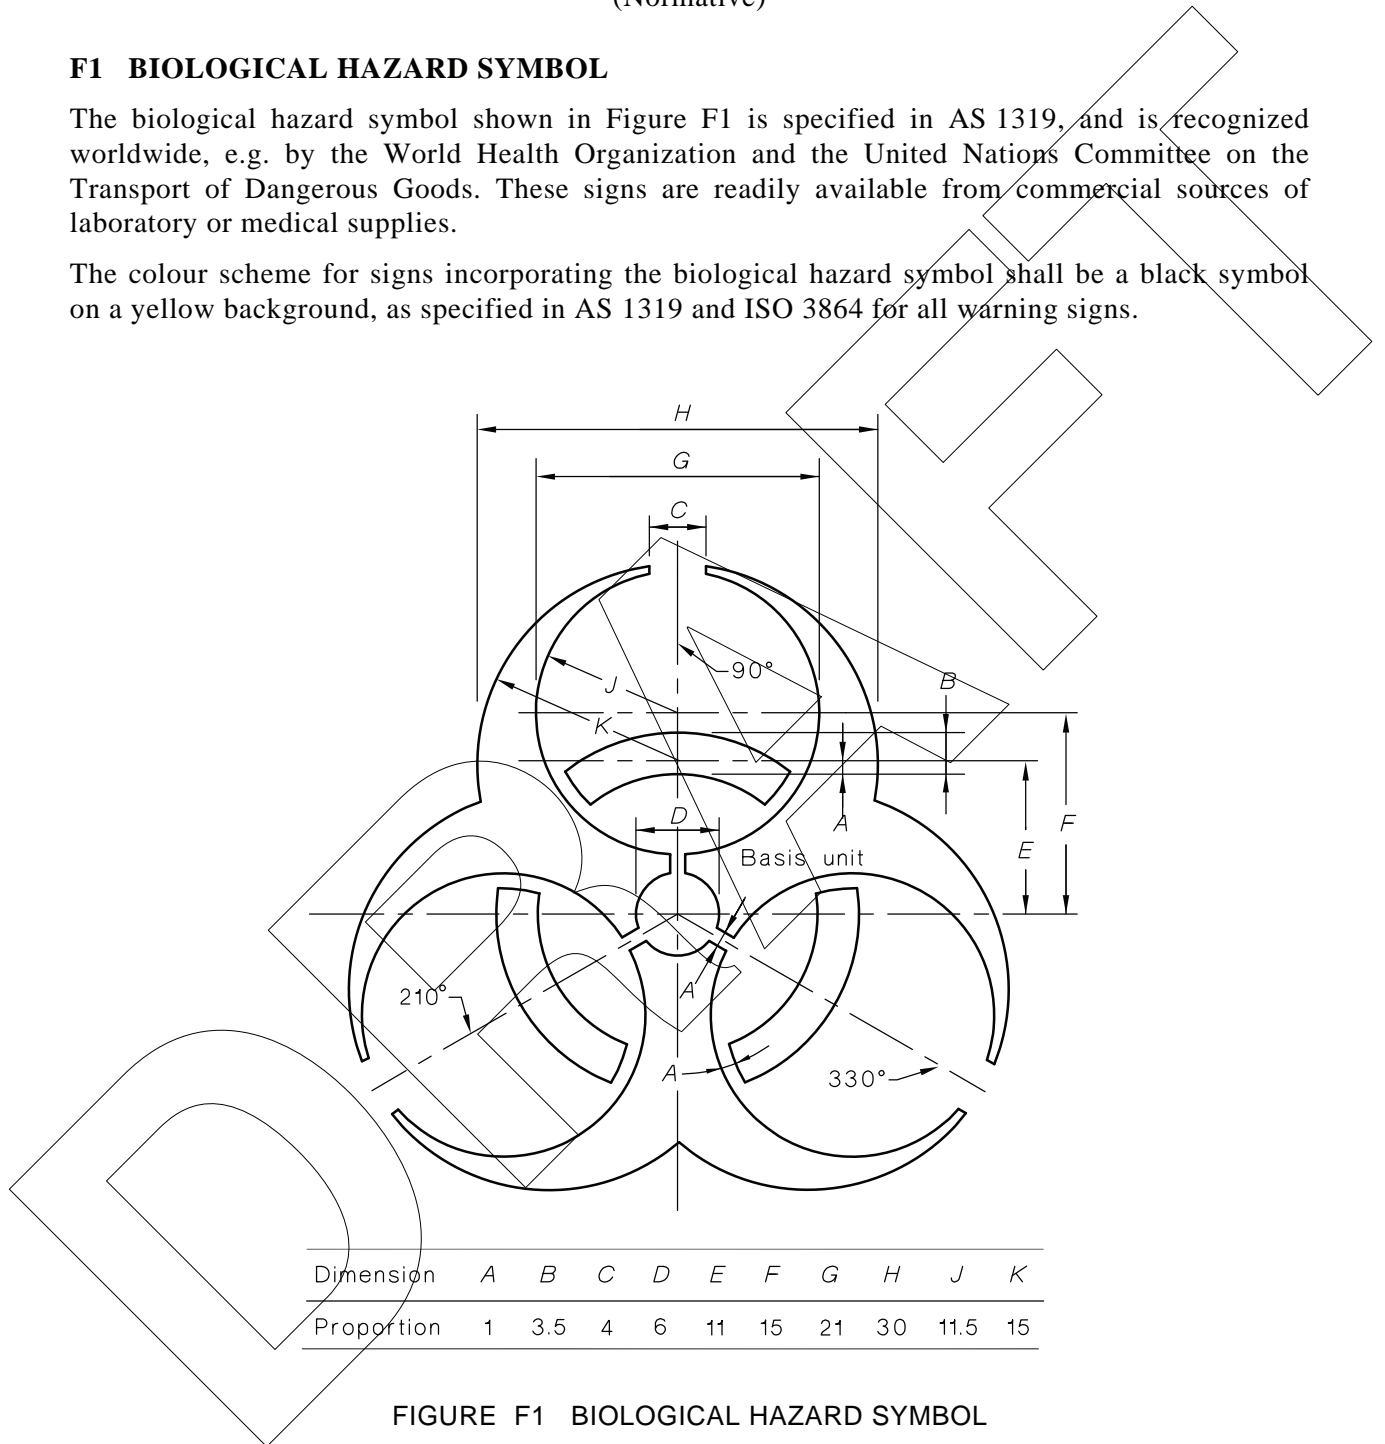 (Normative)
F1 BIOLOGICAL HAZARD SYMBOL
The biological hazard symbol shown in Figure F1 is specified in AS 1319, and is recognized
worldwide, e.g. by the World Health Organization and the United Nations Committee on the
Transport of Dangerous Goods. These signs are readily available from commercial sources of
laboratory or medical supplies.
The colour scheme for signs incorporating the biological hazard symbol shall be a black symbol
on a yellow background, as specified in AS 1319 and ISO 3864 for all warning signs.
H
G
C
90°
B
J
K
D
A
F
E
Basis unit
210°
A
A
330°
Dimension A B C D E F G H J K
Proportion 1 3.5 4 6 11 15 21 30 11.5 15
FIGURE F1 BIOLOGICAL HAZARD SYMBOL
DRAFT